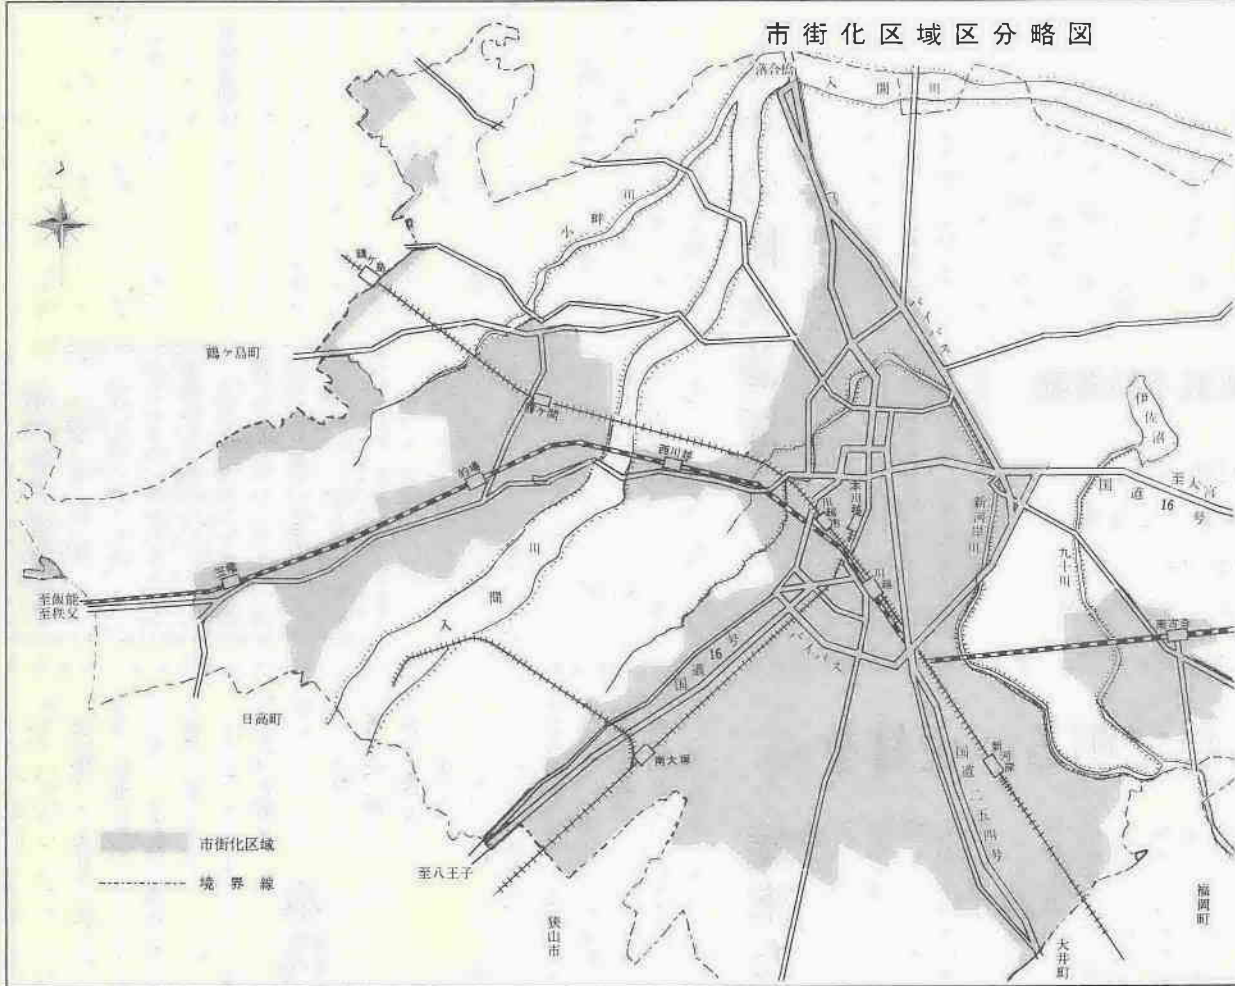 市街化区域区分略図
落合橋
入間川
小畔川
鶴ケ島
バイパス
鶴ヶ島町
霞ケ関
伊佐沼
西川越
的場
本川越
川越市
国道16号
至大宮
新河岸川
九十川
笠幡
川越
至飯能
至秩父
入間川
南古谷
国道16号
バイパス
日高町
新河岸
国道二五四号
南大塚
市街化区域
至八王子
境界線
狭山市
福岡町
大井町